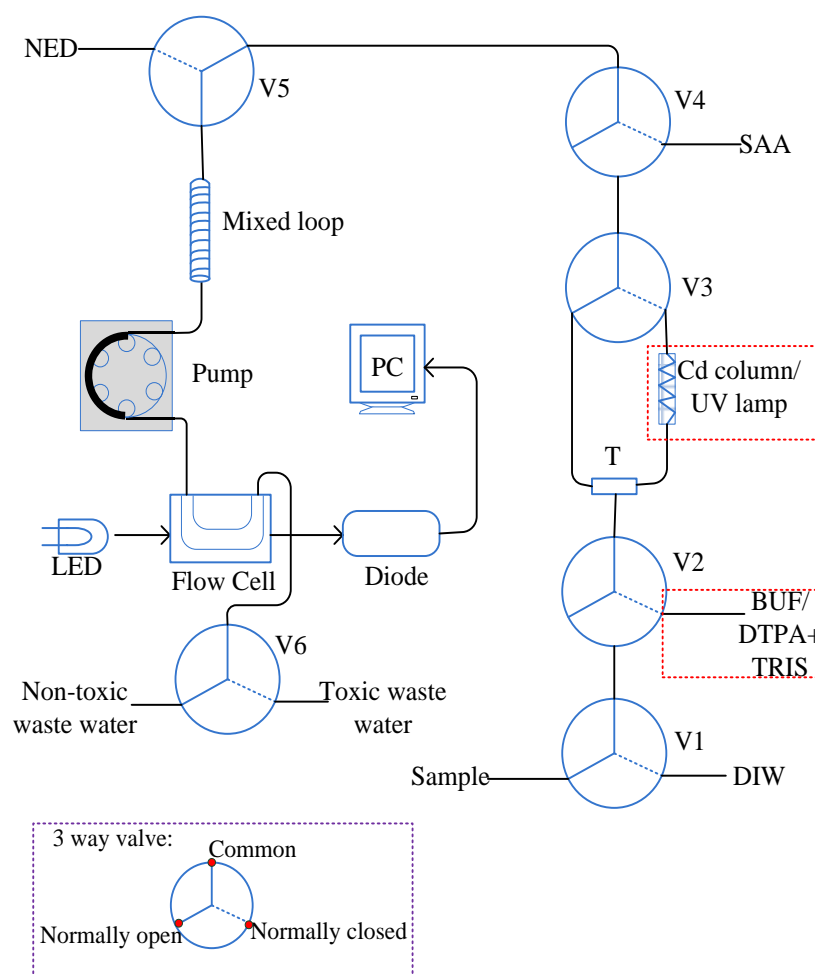 NED
V5
V4
SAA
Mixed loop
V3
Pump
PC
Cd column/
UV lamp
T
LED
Flow Cell
Diode
V2
BUF/
DTPA+
TRIS
V6
Non-toxic
waste water
Toxic waste
water
V1
Sample
DIW
3 way valve:
Common
Normally open
Normally closed